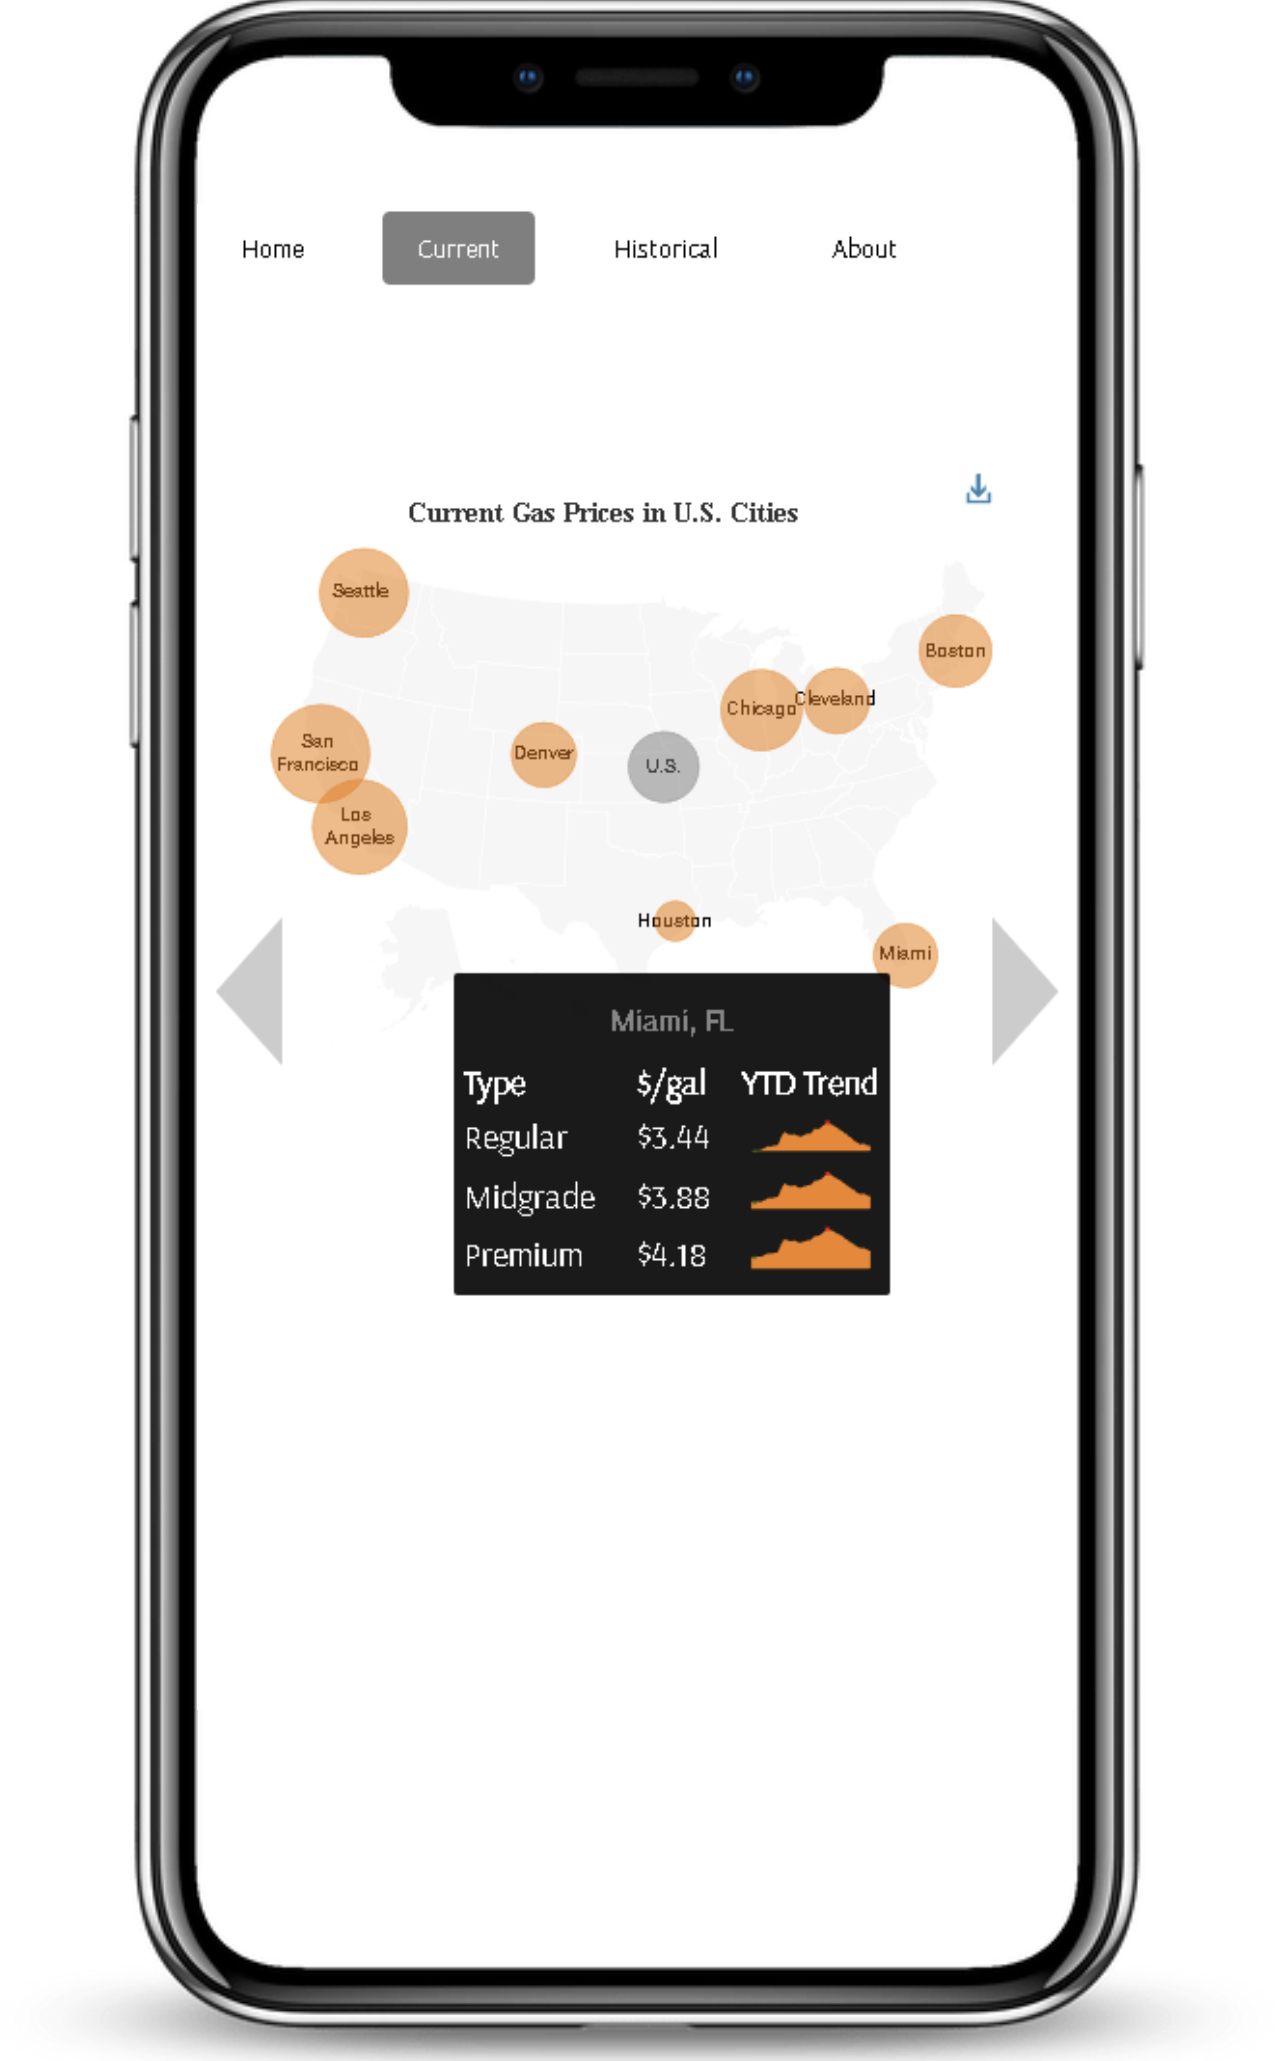 Home Current Historical About
Current Gas Prices in U.S. Cities
Seattle
Boston
Chicago
Cleveland
San
Francisco
Denver
U.S.
Los
Angeles
Houston
Miami
Miami, FL
Type $/gal YTD Trend
Regular $3.44
Midgrade $3.88
Premium $4.18